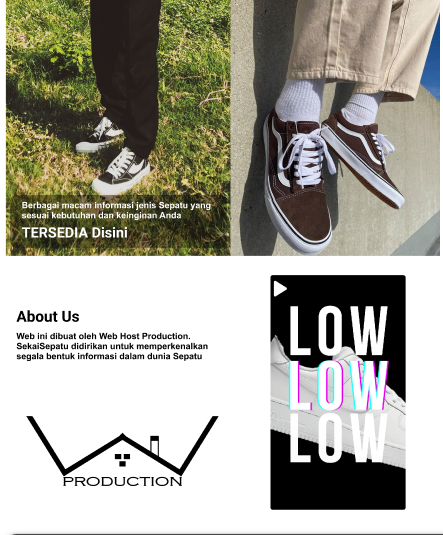 Berbagai macam informasi jenis Sepatu yang
sesuai kebutuhan dan keinginan Anda
TERSEDIA Disini
About Us
Web ini dibuat oleh Web Host Production.
SekaiSepatu didirikan untuk memperkenalkan
segala bentuk informasi dalam dunia Sepatu
PRODUCTION
LOW
LOW
LOW